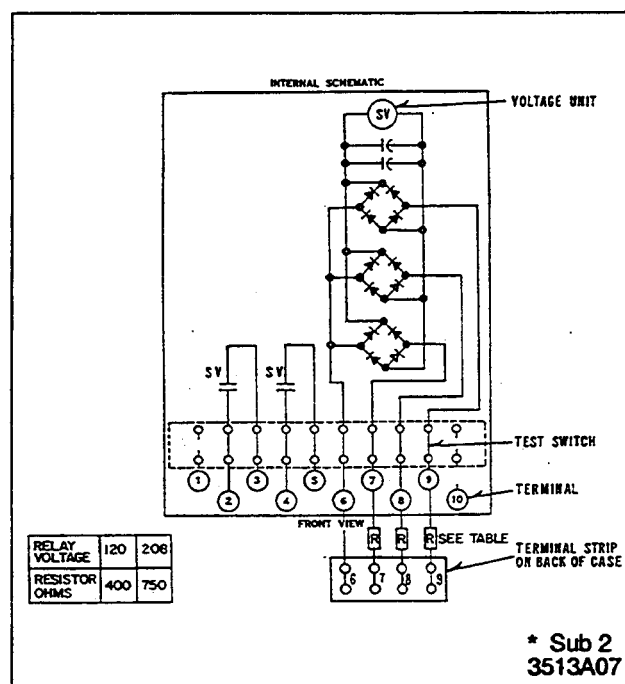 INTERNAL SCHEMATIC
VOLTAGE UNIT
SV
SV
SV
TEST SWITCH
1
2
3
4
5
6
7
8
9
10
TERMINAL
FRONT VIEW
R
R
R
SEE TABLE
6
7
8
9
TERMINAL STRIP
ON BACK OF CASE
RELAY VOLTAGE 120 208
RESISTOR OHMS 400 750
* Sub 2
3513A07